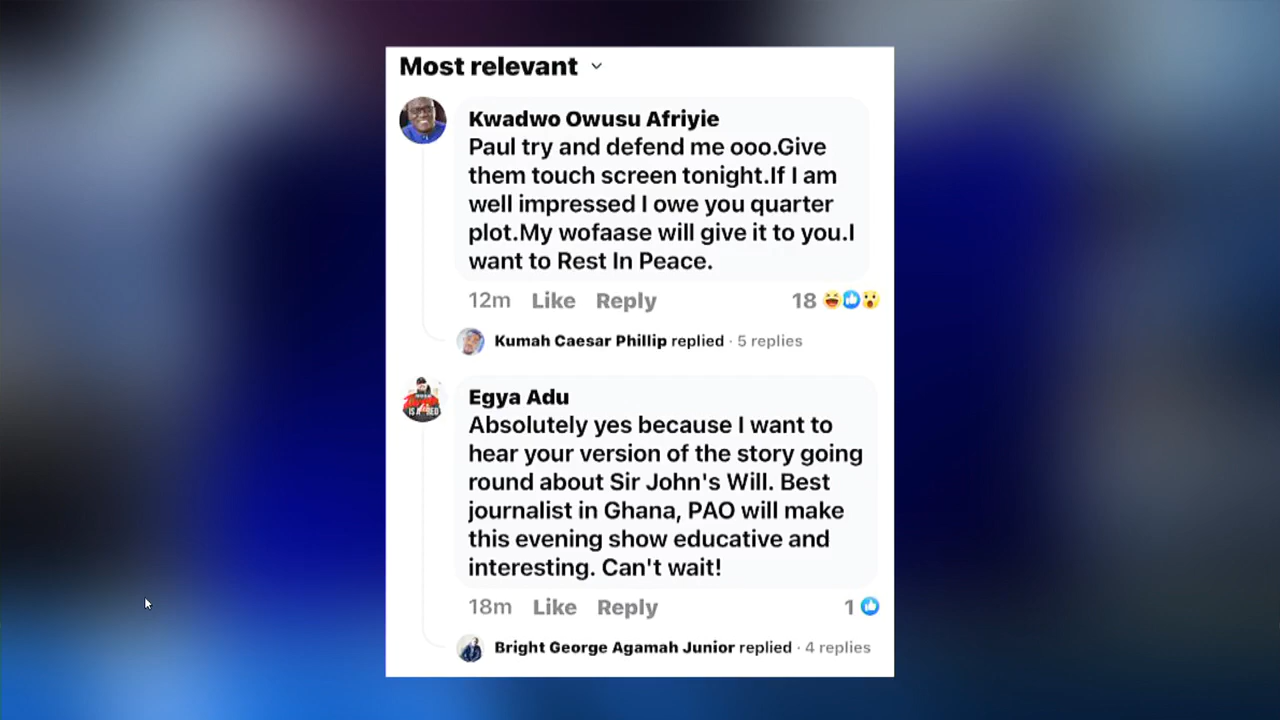 Most relevant
Kwadwo Owusu Afriyie
Paul try and defend me ooo.Give
them touch screen tonight.If I am
well impressed I owe you quarter
plot.My wofaase will give it to you.I
want to Rest In Peace.
12m Like Reply 18
Kumah Caesar Phillip replied · 5 replies
Egya Adu
Absolutely yes because I want to
hear your version of the story going
round about Sir John's Will. Best
journalist in Ghana, PAO will make
this evening show educative and
interesting. Can't wait!
18m Like Reply 1
Bright George Agamah Junior replied · 4 replies